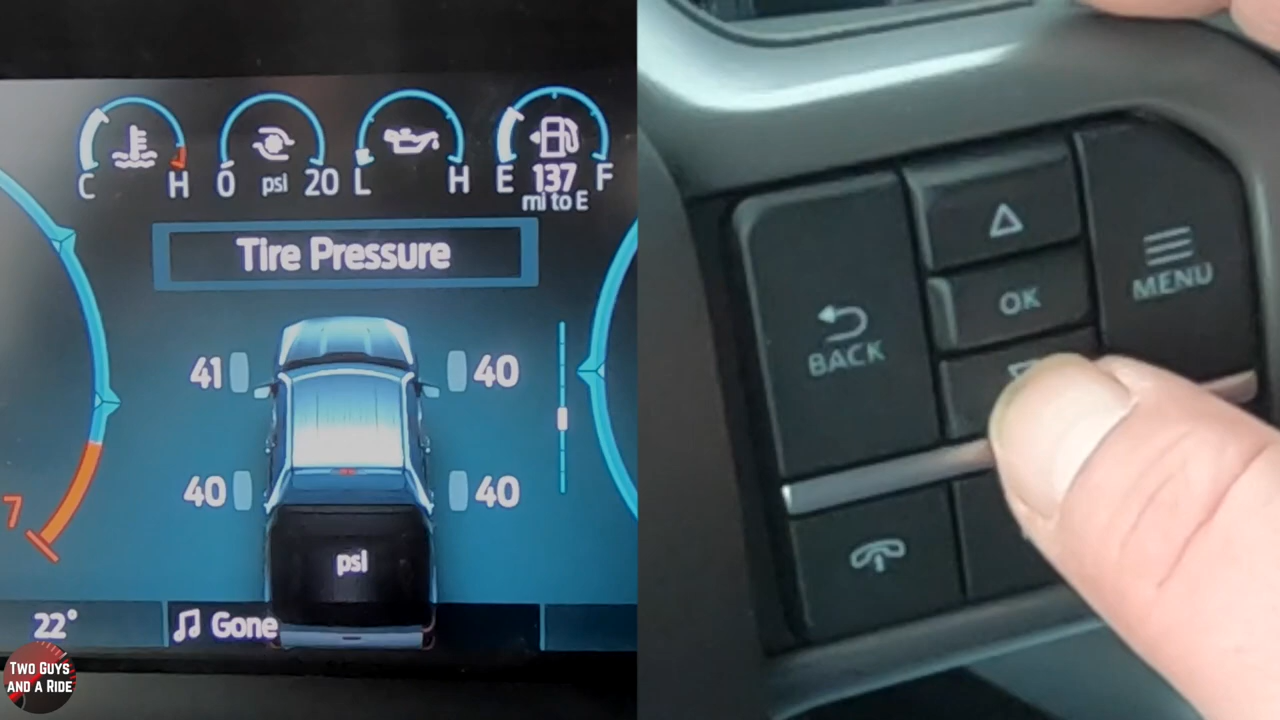 C
H
0
psi
20
L
H
E
137
F
mi to E
Tire Pressure
41
40
40
40
psi
7
22°
Gone
TWO GUYS
AND A RIDE
BACK
OK
MENU